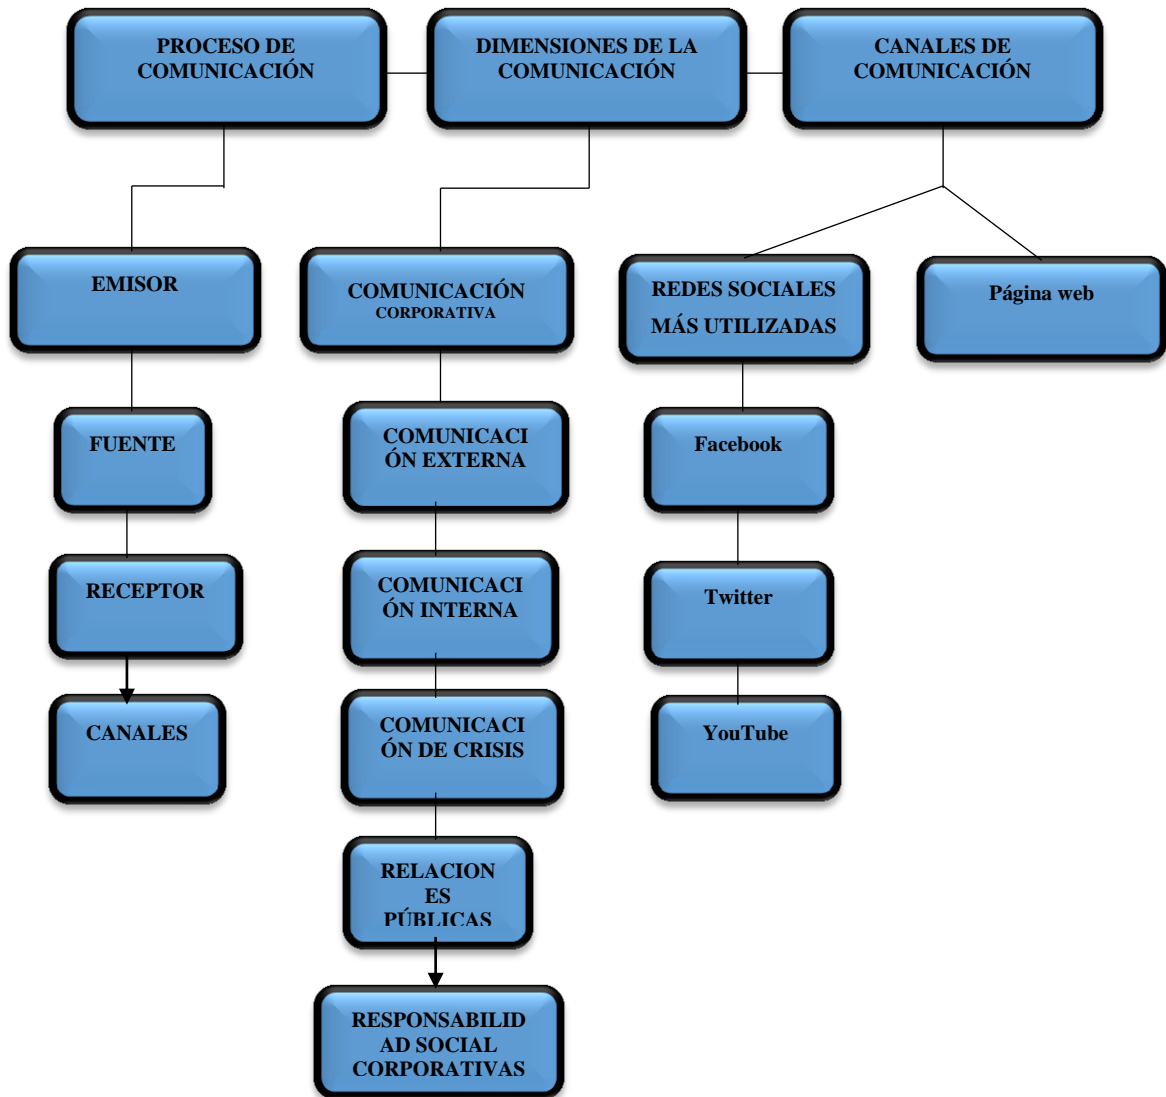 PROCESO DE
COMUNICACIÓN
DIMENSIONES DE LA
COMUNICACIÓN
CANALES DE
COMUNICACIÓN
EMISOR
COMUNICACIÓN
CORPORATIVA
REDES SOCIALES
MÁS UTILIZADAS
Página web
FUENTE
COMUNICACI
ÓN EXTERNA
Facebook
RECEPTOR
COMUNICACI
ÓN INTERNA
Twitter
CANALES
COMUNICACI
ÓN DE CRISIS
YouTube
RELACION
ES
PÚBLICAS
RESPONSABILID
AD SOCIAL
CORPORATIVAS